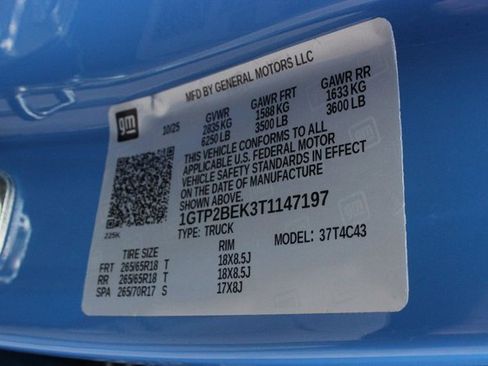 MFD BY GENERAL MOTORS LLC
gm
10/25
GVWR GAWR FRT GAWR RR
2835 KG 1588 KG 1633 KG
6250 LB 3500 LB 3600 LB
THIS VEHICLE CONFORMS TO ALL
APPLICABLE U.S. FEDERAL MOTOR
VEHICLE SAFETY STANDARDS IN EFFECT
ON THE DATE OF MANUFACTURE
225K
1GTP2BEK3T1147197
TYPE: TRUCK MODEL: 37T4C43
TIRE SIZE RIM
FRT 265/65R18 T 18X8.5J
RR 265/65R18 T 18X8.5J
SPA 265/70R17 S 17X8J